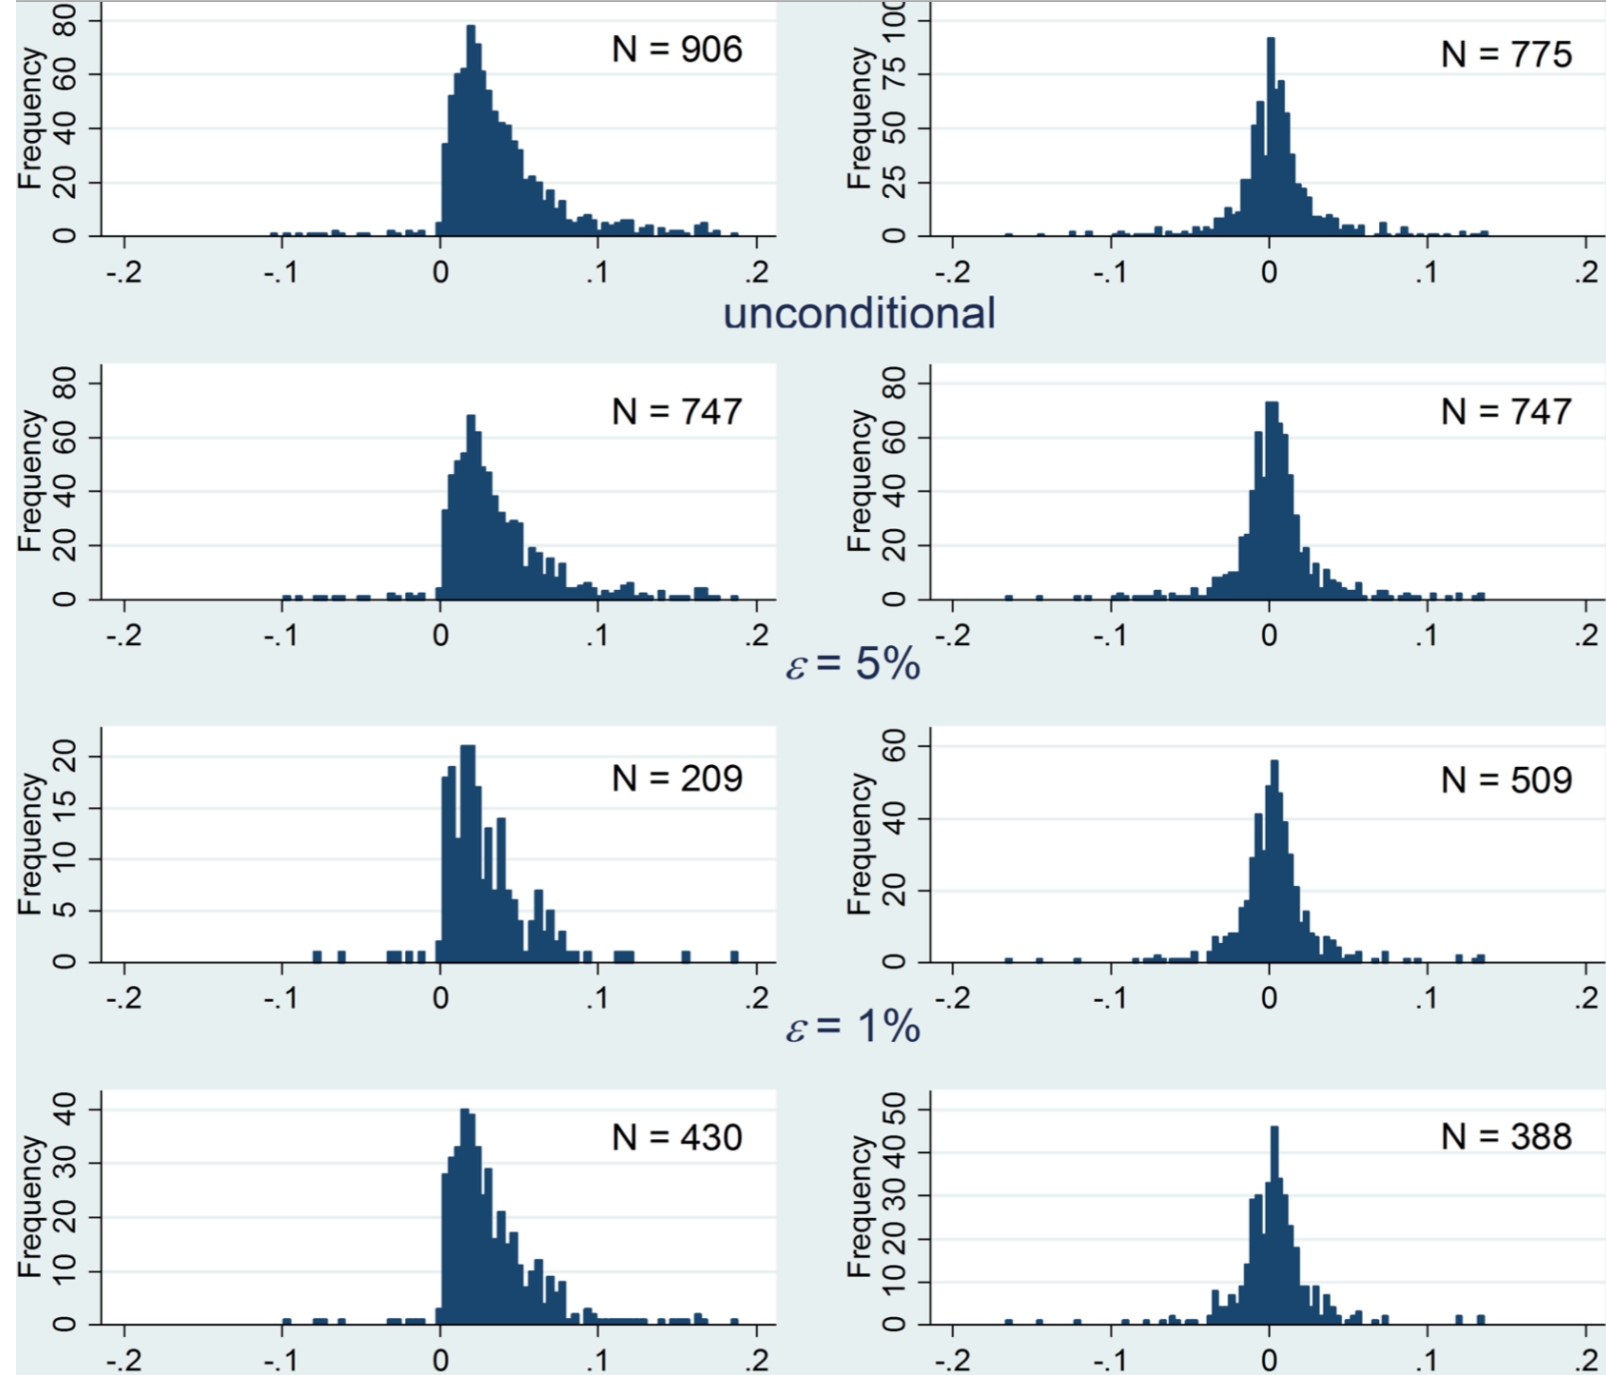 Frequency
0 20 40 60 80
N = 906
-.2 -.1 0 .1 .2
Frequency
0 25 50 75 100
N = 775
-.2 -.1 0 .1 .2
unconditional
Frequency
0 20 40 60 80
N = 747
-.2 -.1 0 .1 .2
Frequency
0 20 40 60 80
N = 747
-.2 -.1 0 .1 .2
ε = 5%
Frequency
0 5 10 15 20
N = 209
-.2 -.1 0 .1 .2
Frequency
0 20 40 60
N = 509
-.2 -.1 0 .1 .2
ε = 1%
Frequency
0 10 20 30 40
N = 430
-.2 -.1 0 .1 .2
Frequency
0 10 20 30 40 50
N = 388
-.2 -.1 0 .1 .2